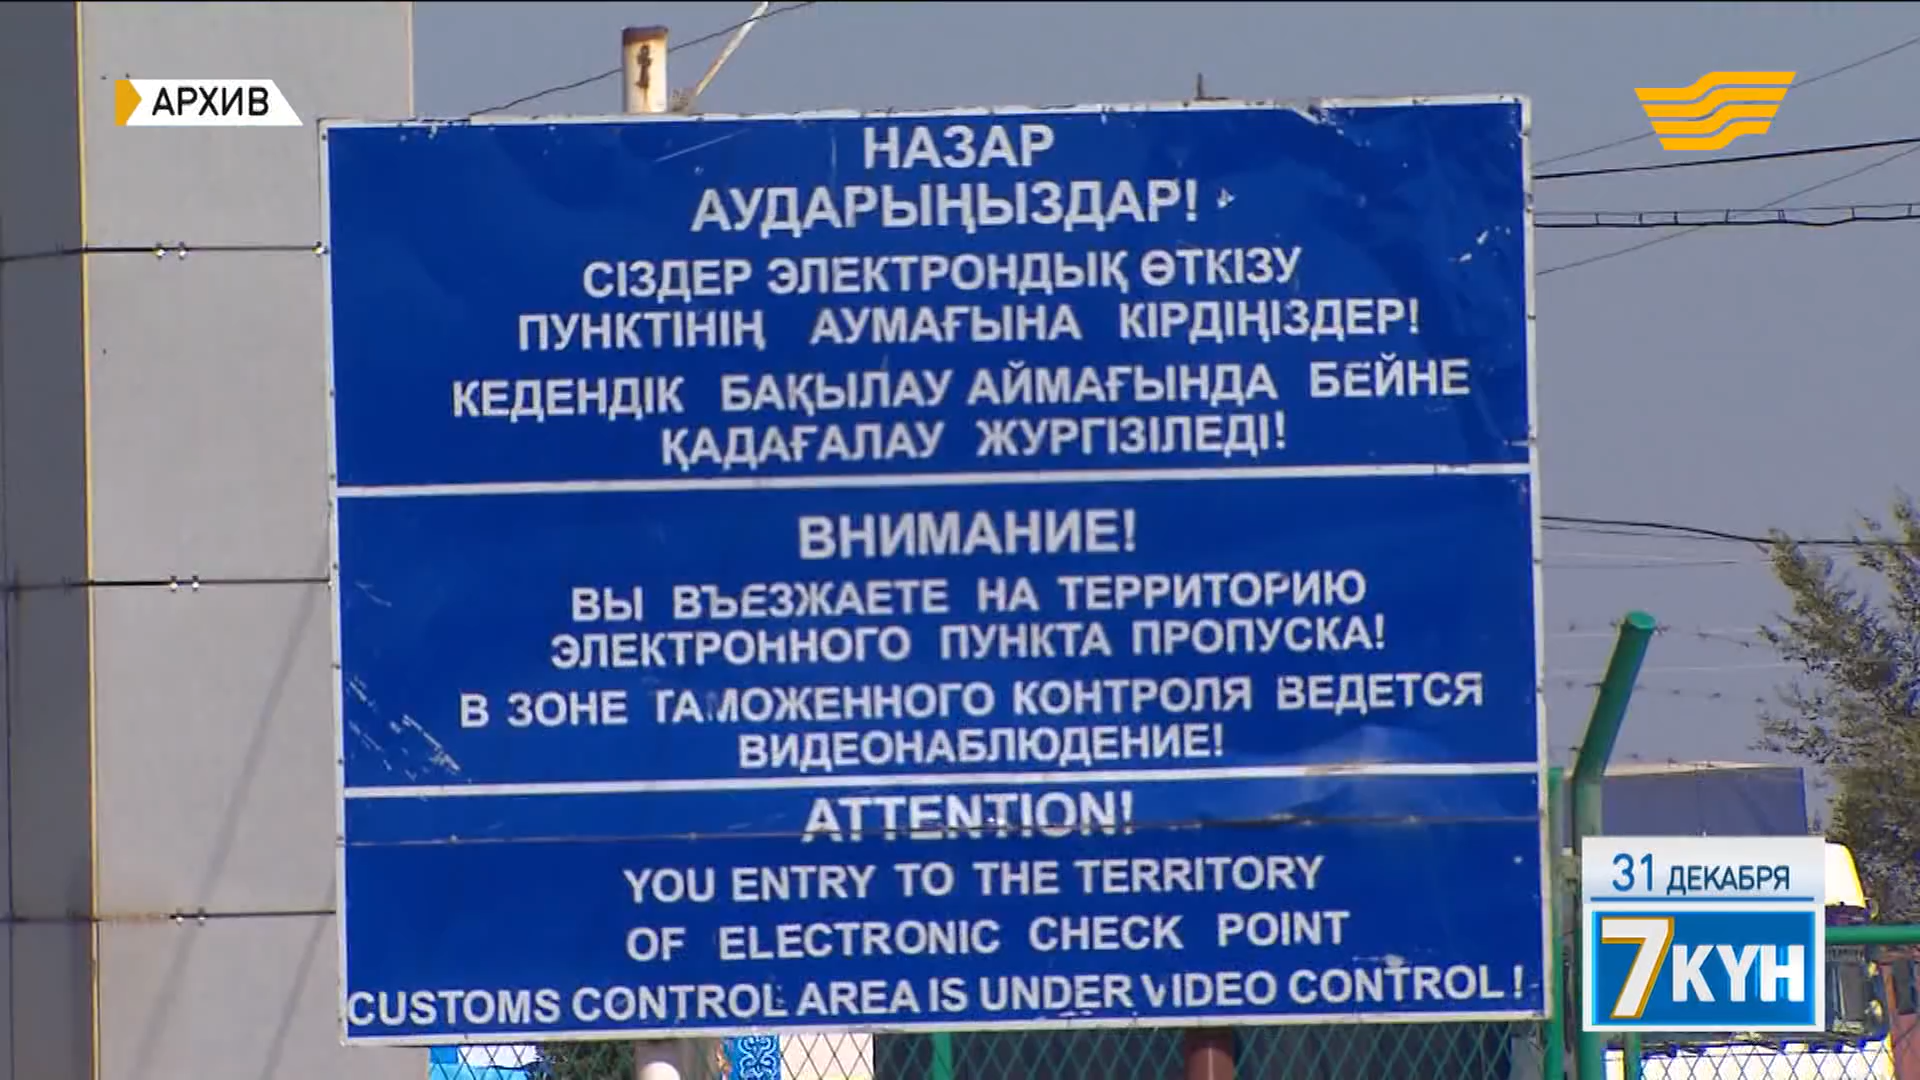 АРХИВ
НАЗАР
АУДАРЫҢЫЗДАР!
СІЗДЕР ЭЛЕКТРОНДЫҚ ӨТКІЗУ
ПУНКТІНІҢ АУМАҒЫНА КІРДІҢІЗДЕР!
КЕДЕНДІК БАҚЫЛАУ АЙМАҒЫНДА БЕЙНЕ
ҚАДАҒАЛАУ ЖУРГІЗІЛЕДІ!
ВНИМАНИЕ!
ВЫ ВЪЕЗЖАЕТЕ НА ТЕРРИТОРИЮ
ЭЛЕКТРОННОГО ПУНКТА ПРОПУСКА!
В ЗОНЕ ТАМОЖЕННОГО КОНТРОЛЯ ВЕДЕТСЯ
ВИДЕОНАБЛЮДЕНИЕ!
ATTENTION!
YOU ENTRY TO THE TERRITORY
OF ELECTRONIC CHECK POINT
CUSTOMS CONTROL AREA IS UNDER VIDEO CONTROL!
31 ДЕКАБРЯ
7КҮН